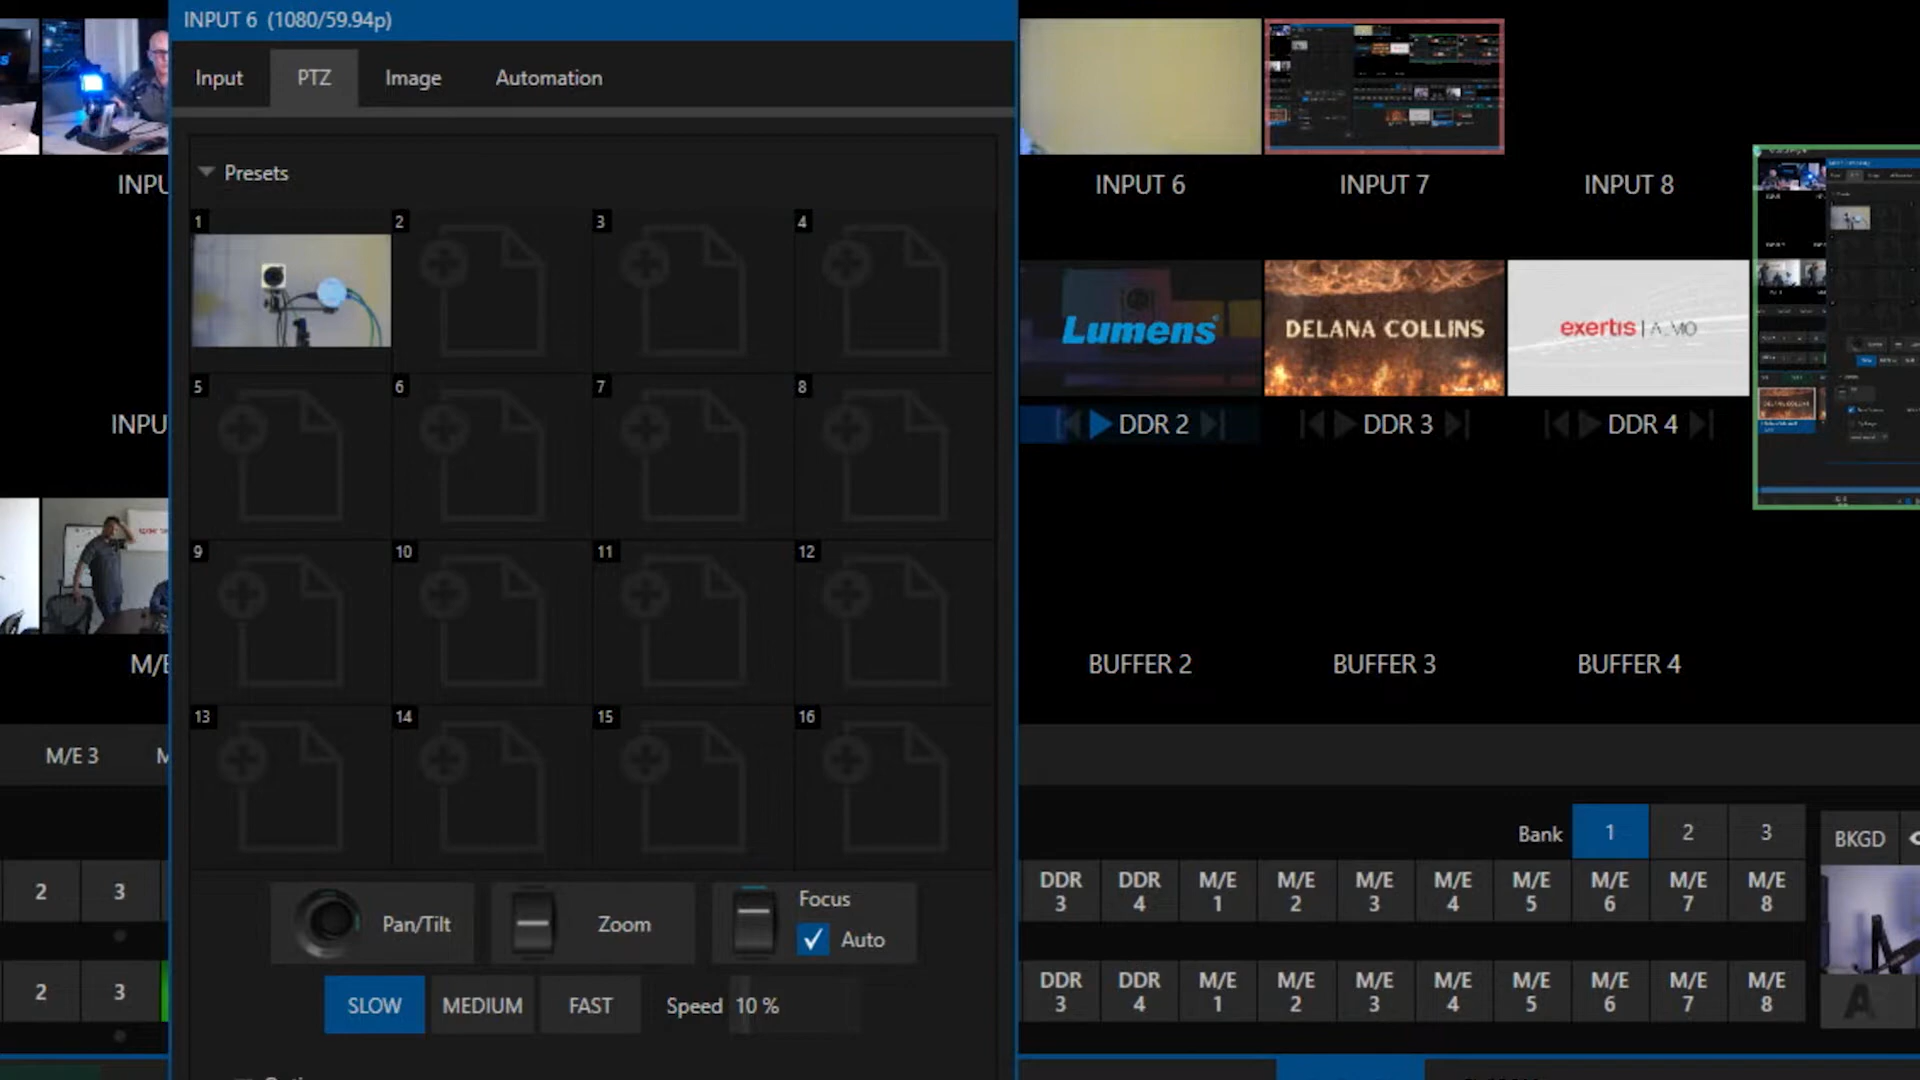 INPUT 6 (1080/59.94p)
Input
PTZ
Image
Automation
Presets
1
2
3
4
5
6
7
8
9
10
11
12
13
14
15
16
Pan/Tilt
Zoom
Focus
Auto
SLOW
MEDIUM
FAST
Speed
10 %
INPU
INPUT 6
INPUT 7
INPUT 8
Lumens
DELANA COLLINS
exertis | ALMO
INPU
DDR 2
DDR 3
DDR 4
M/E
BUFFER 2
BUFFER 3
BUFFER 4
M/E 3
M
Bank
1
2
3
BKGD
2
3
DDR 3
DDR 4
M/E 1
M/E 2
M/E 3
M/E 4
M/E 5
M/E 6
M/E 7
M/E 8
2
3
DDR 3
DDR 4
M/E 1
M/E 2
M/E 3
M/E 4
M/E 5
M/E 6
M/E 7
M/E 8
A